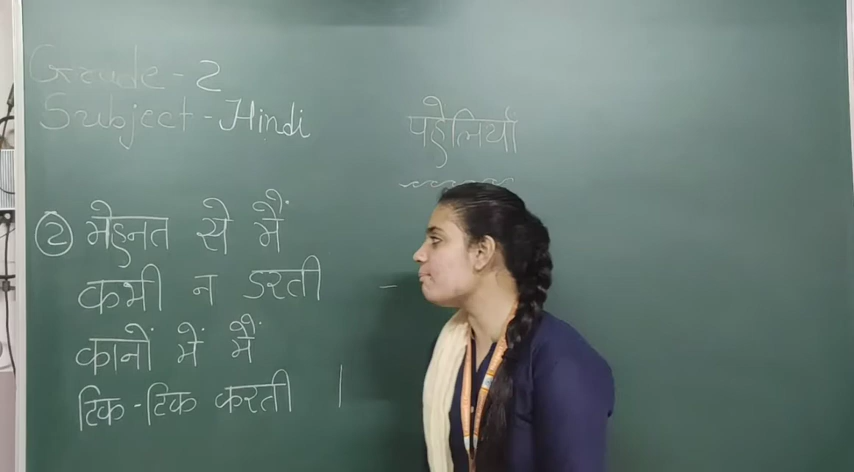 Grade - 2
Subject - Hindi
पहेलियाँ
② मेहनत से मैं
कभी न डरती -
कानों में मैं
टिक - टिक करती |